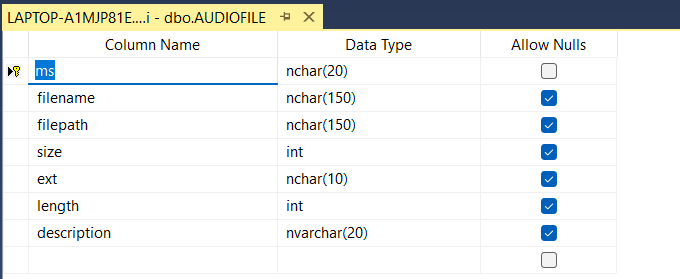 LAPTOP-A1MJP81E....i - dbo.AUDIOFILE
Column Name Data Type Allow Nulls
ms nchar(20)
filename nchar(150)
filepath nchar(150)
size int
ext nchar(10)
length int
description nvarchar(20)